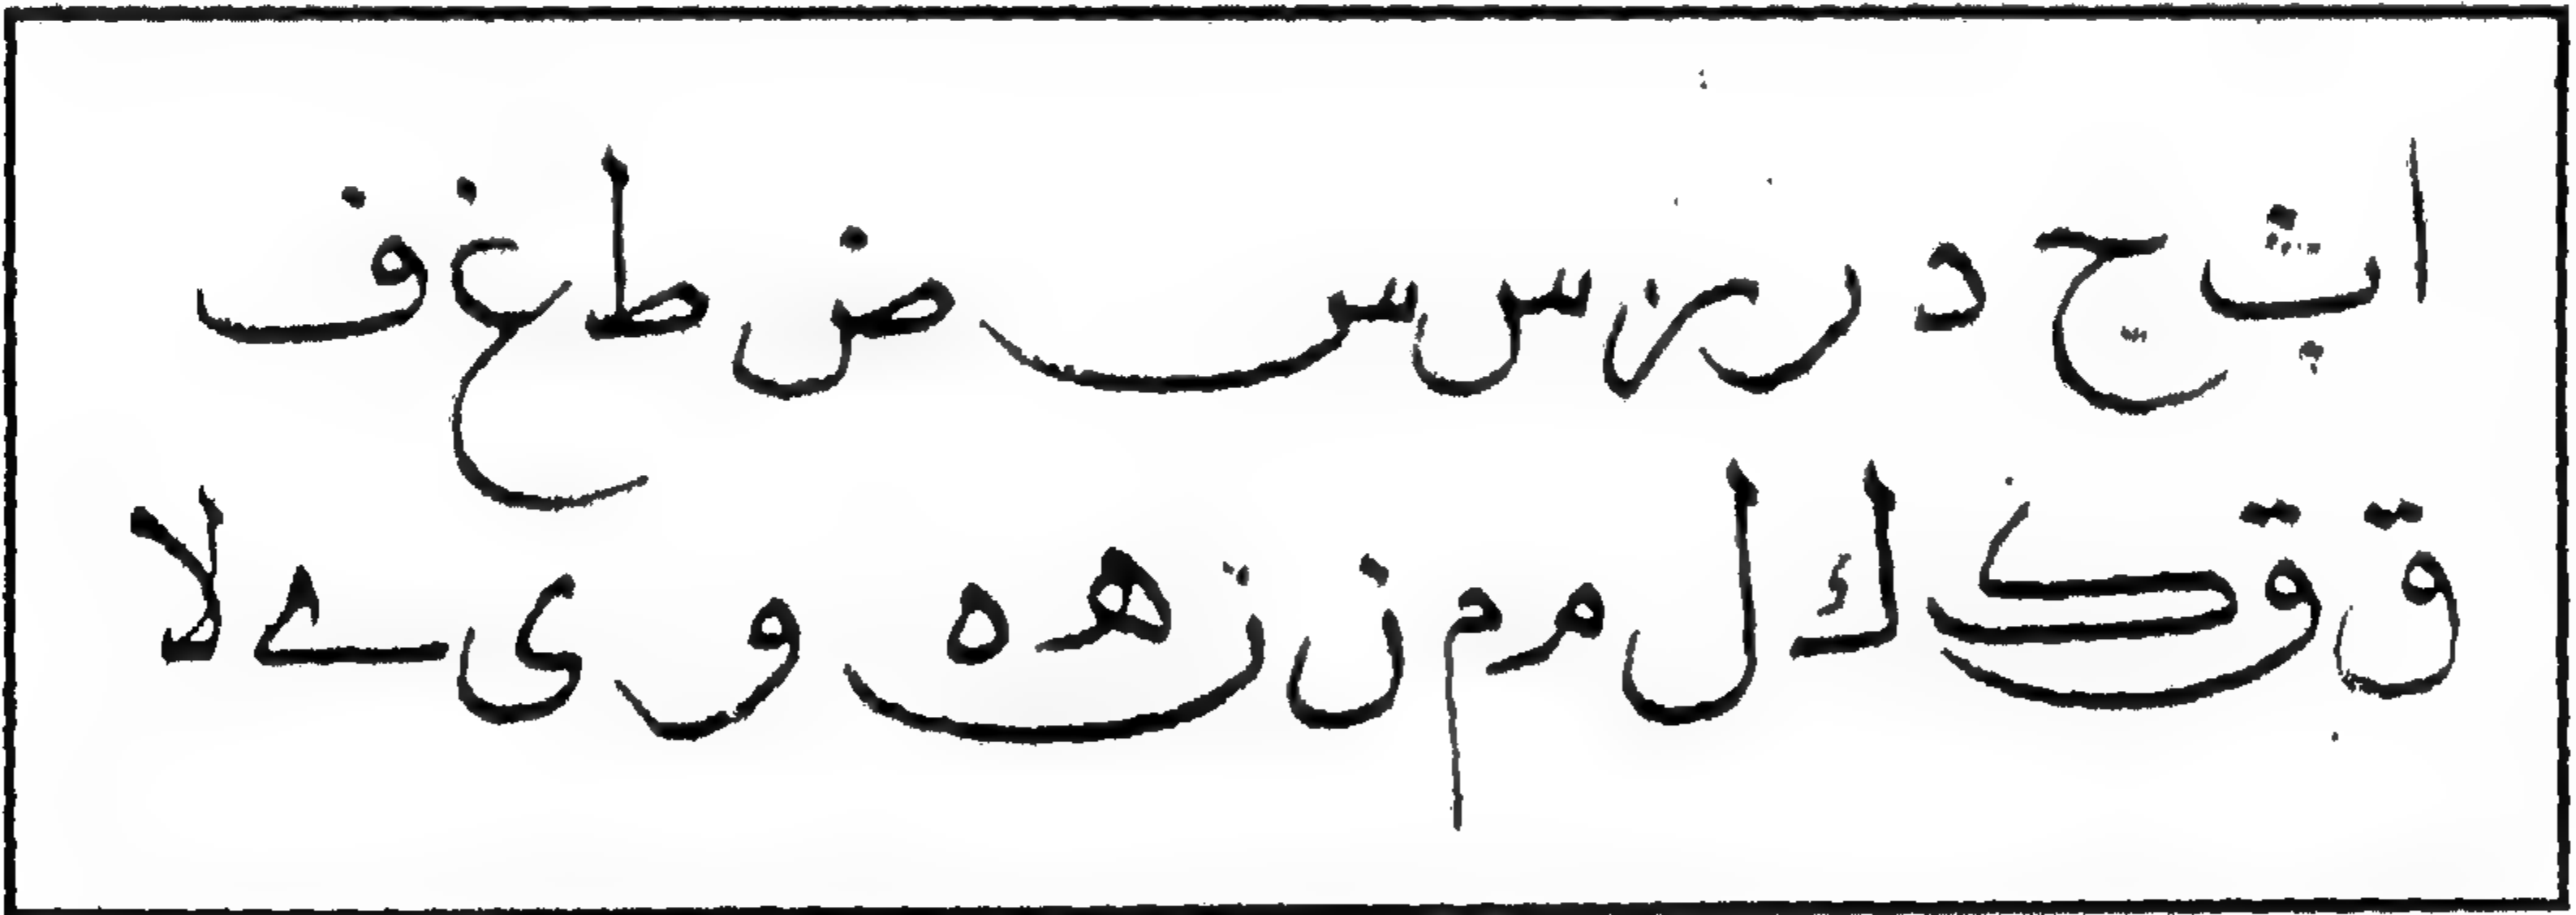 ا ث ح د ر ز س س ض ط غ ف
ق ق ک ك ل م م ن ن ه ه و ى ے لا